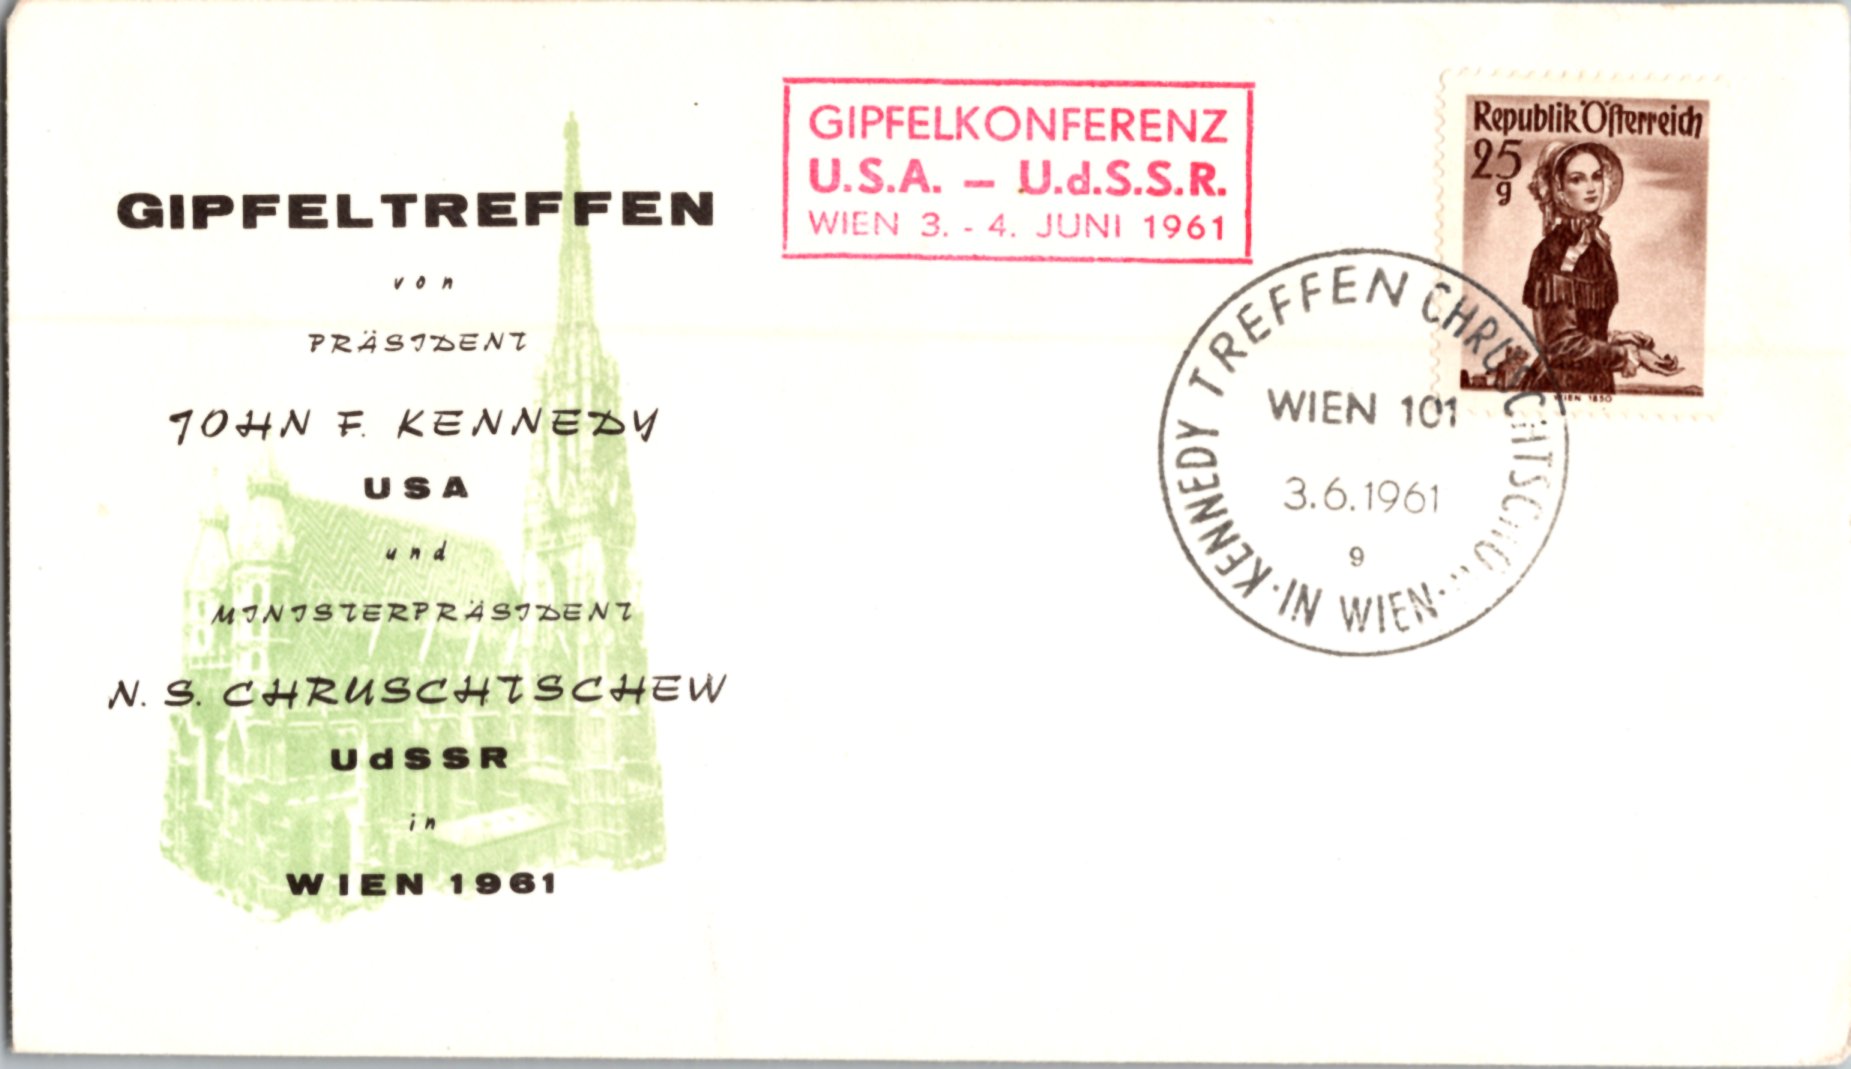 GIPFELTREFFEN
von
PRÄSIDENT
JOHN F. KENNEDY
USA
und
MINISTERPRÄSIDENT
N. S. CHRUSCHTSCHEW
UdSSR
in
WIEN 1961
GIPFELKONFERENZ
U.S.A. – U.d.S.S.R.
WIEN 3. - 4. JUNI 1961
Republik Österreich
25
g
WIEN 1850
KENNEDY TREFFEN
· IN WIEN ·
WIEN 101
3.6.1961
9